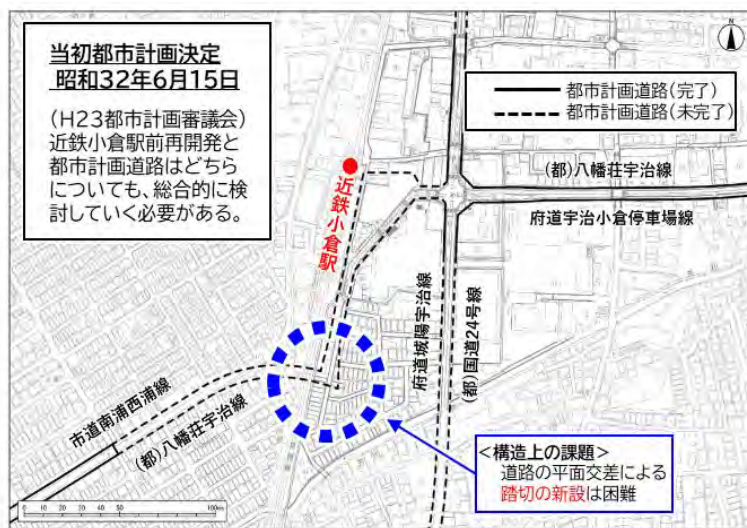 当初都市計画決定
昭和32年6月15日
(H23都市計画審議会)
近鉄小倉駅前再開発と
都市計画道路はどちら
についても、総合的に検
討していく必要がある。
都市計画道路(完了)
都市計画道路(未完了)
近鉄小倉駅
(都)八幡荘宇治線
府道宇治小倉停車場線
府道城陽宇治線
(都)国道24号線
市道南浦西浦線
(都)八幡荘宇治線
<構造上の課題>
道路の平面交差による
踏切の新設は困難
0 10 20 30 40 50 100m